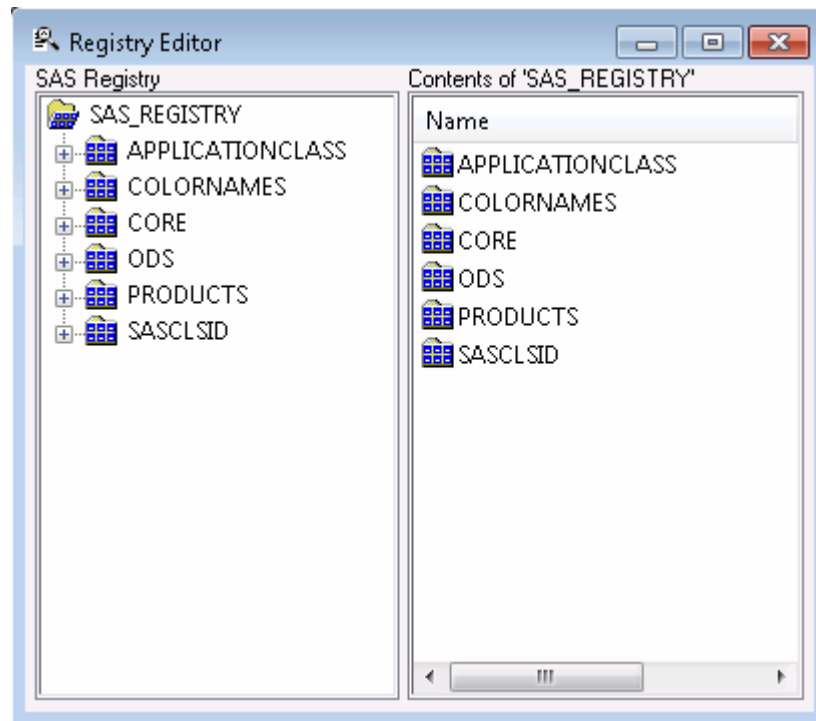 Registry Editor
SAS Registry
Contents of 'SAS_REGISTRY'
SAS_REGISTRY
APPLICATIONCLASS
COLORNAMES
CORE
ODS
PRODUCTS
SASCLSID
Name
APPLICATIONCLASS
COLORNAMES
CORE
ODS
PRODUCTS
SASCLSID